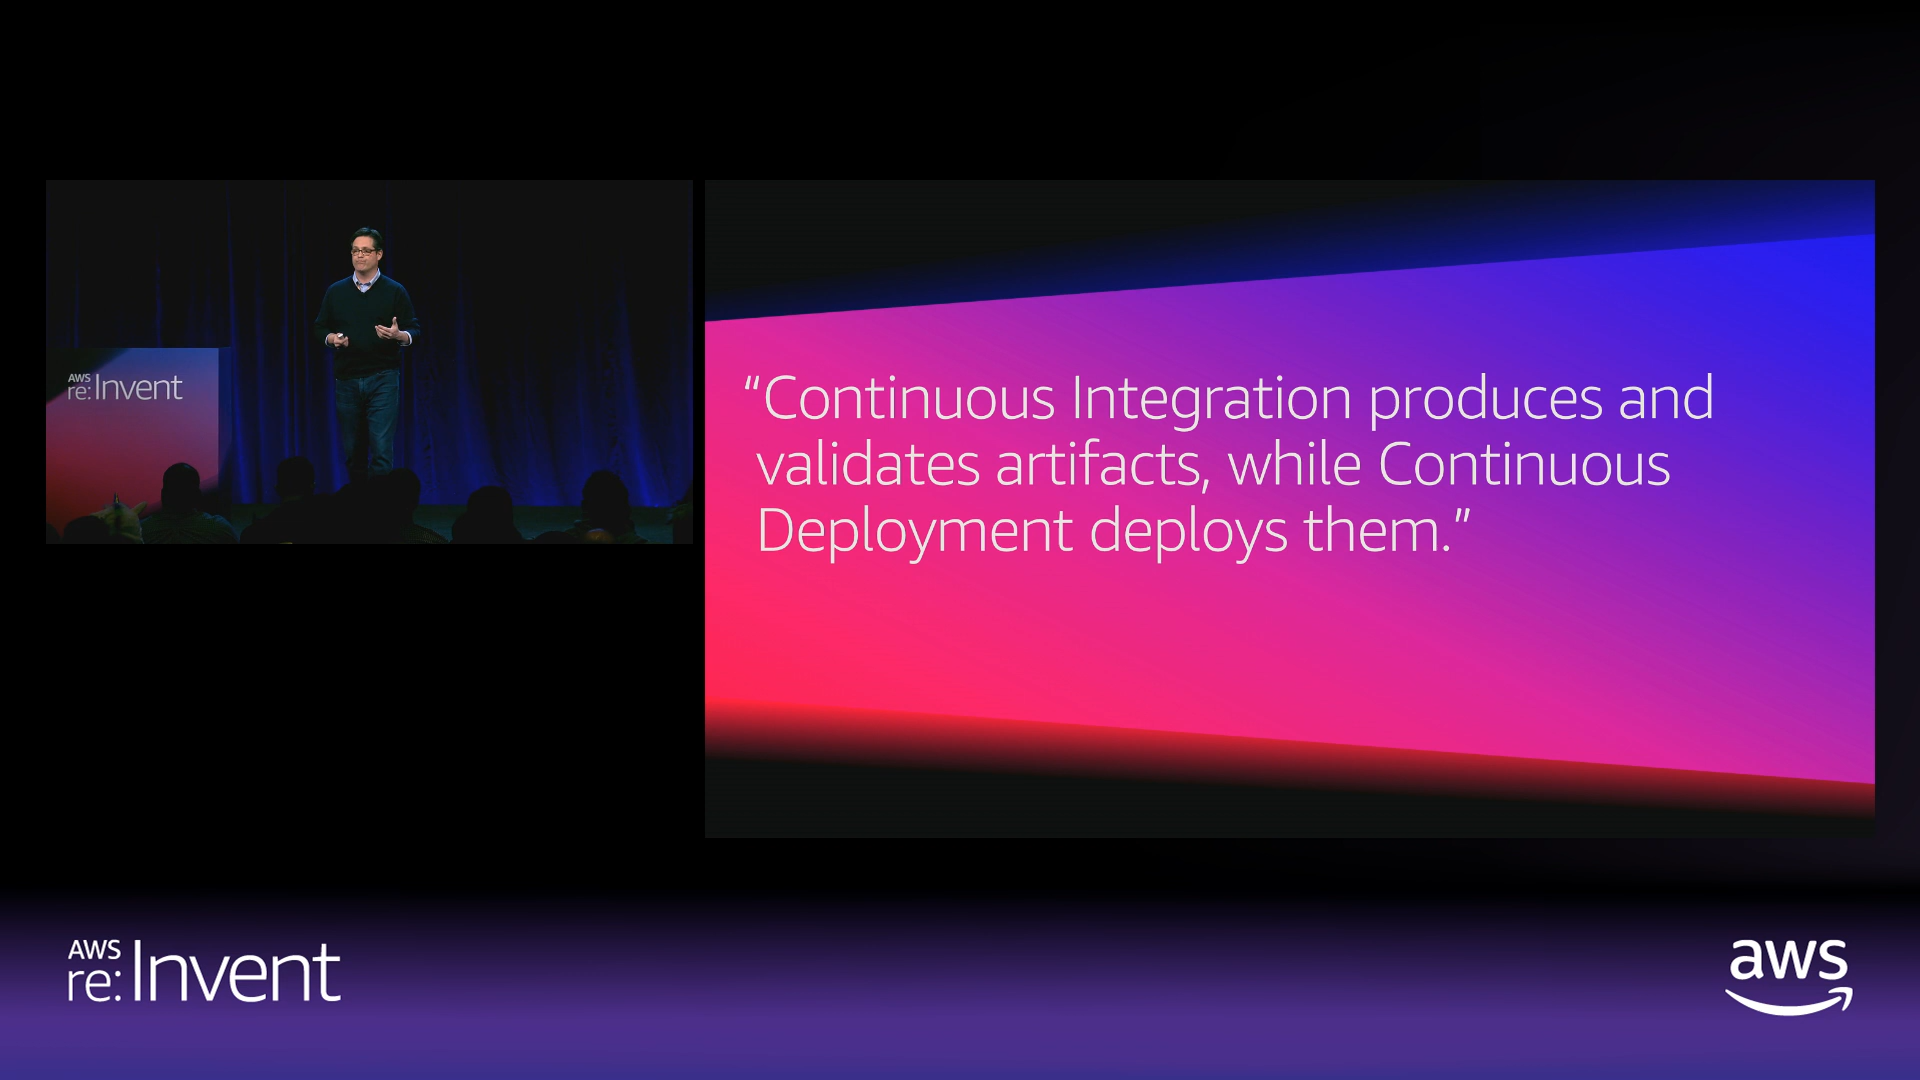 AWS
re:Invent
“Continuous Integration produces and
validates artifacts, while Continuous
Deployment deploys them.”
AWS
re:Invent
aws